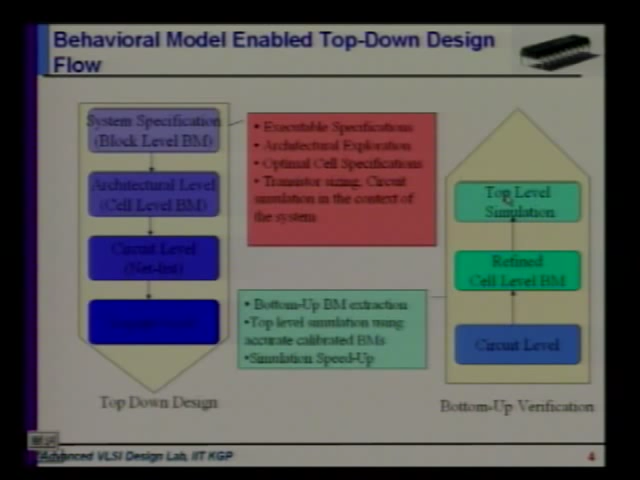 Behavioral Model Enabled Top-Down Design
Flow
System Specification
(Block Level BM)
Architectural Level
(Cell Level BM)
Circuit Level
(Net-list)
Top Down Design
• Executable Specifications
• Architectural Exploration
• Optimal Cell Specifications
• Transistor sizing, Circuit
simulation in the context of
the system
• Bottom-Up BM extraction
•Top level simulation using
accurate calibrated BMs
•Simulation Speed-Up
Top Level
Simulation
Refined
Cell Level BM
Circuit Level
Bottom-Up Verification
Advanced VLSI Design Lab, IIT KGP
4